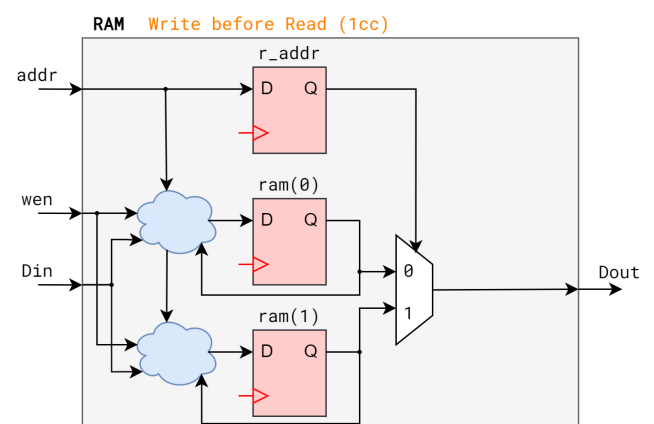 RAM Write before Read (1cc)
r_addr
addr
D Q
ram(0)
wen
D Q
Din
0
Dout
1
ram(1)
D Q